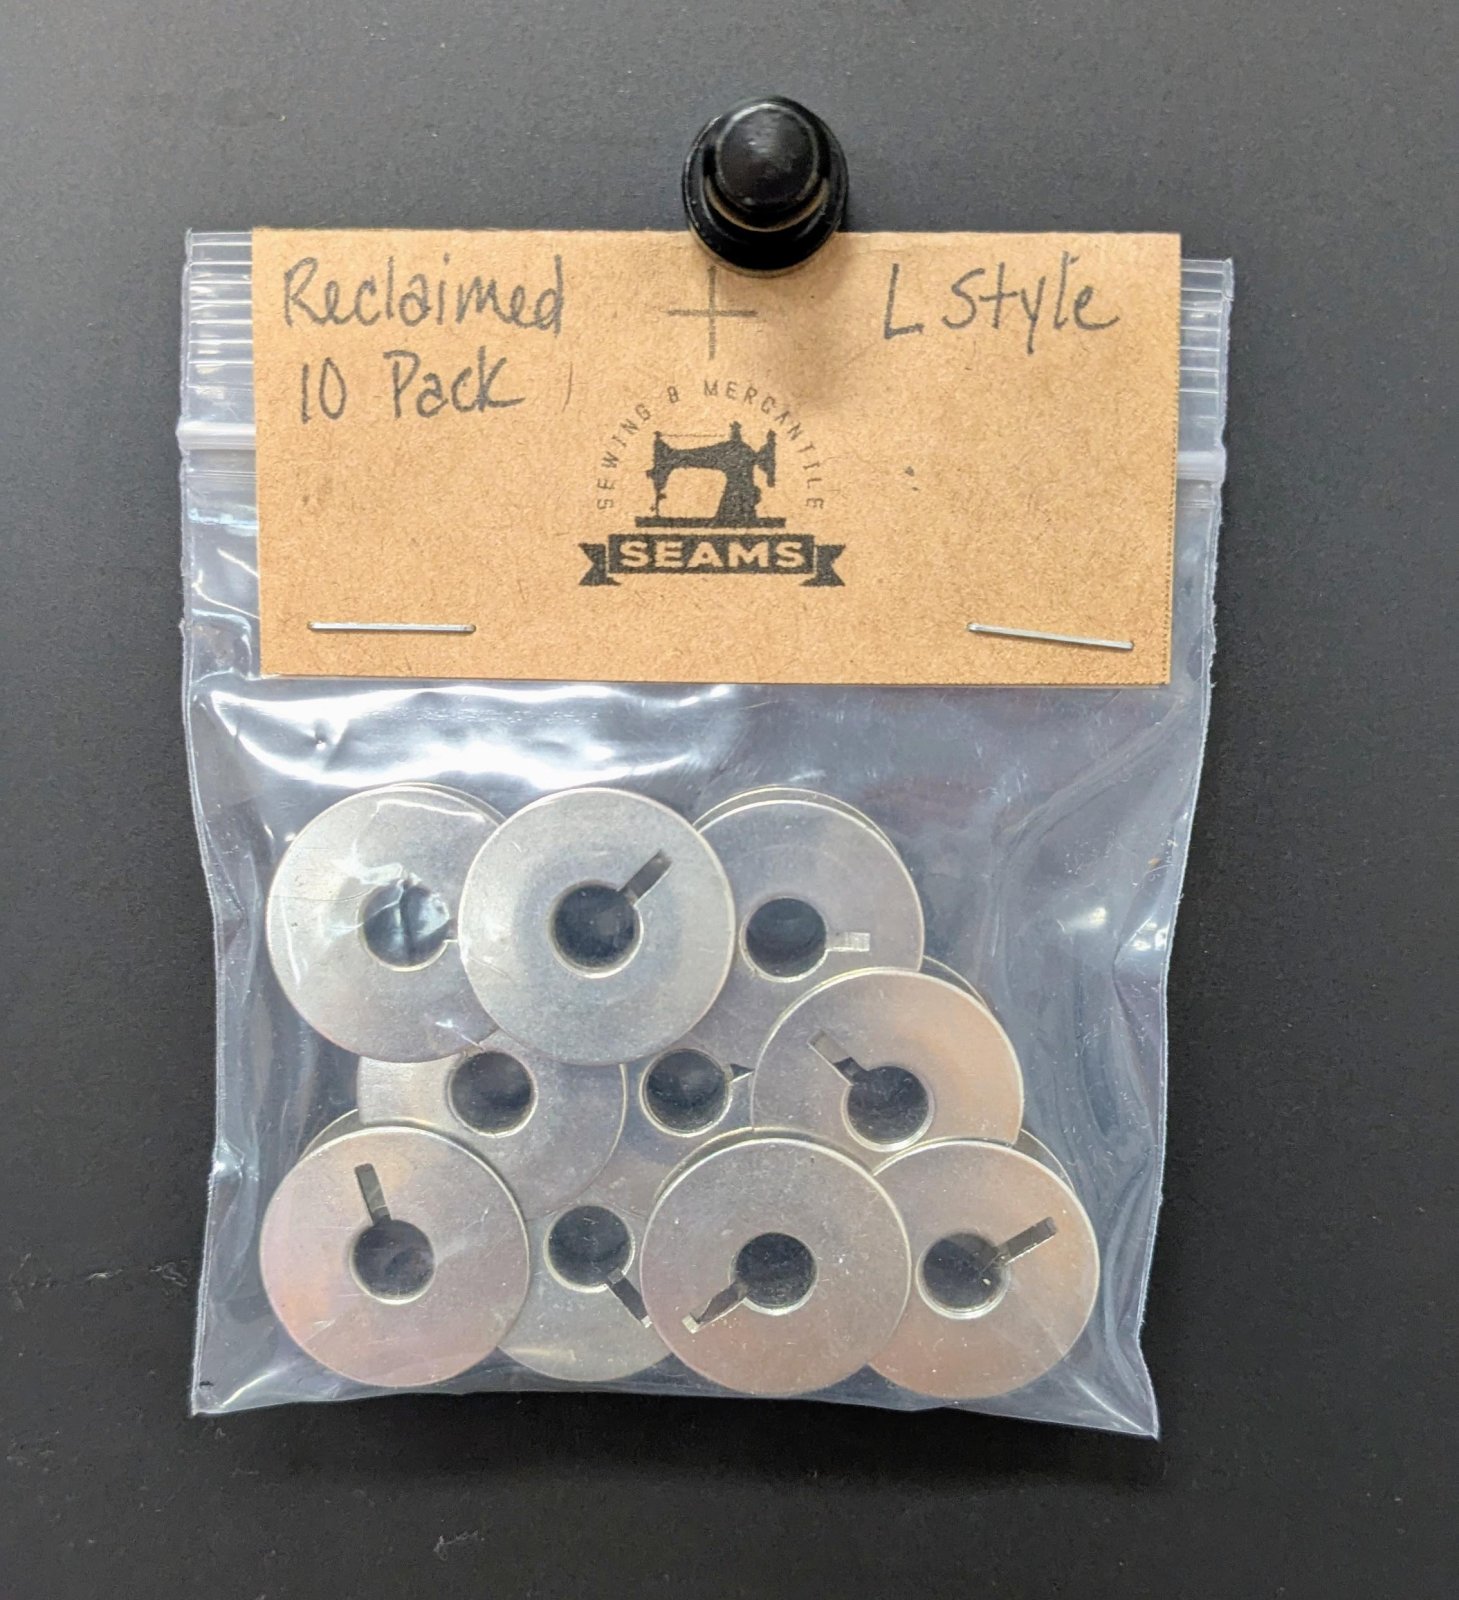 Reclaimed
10 Pack
L Style
SEWING & MERCANTILE
SEAMS